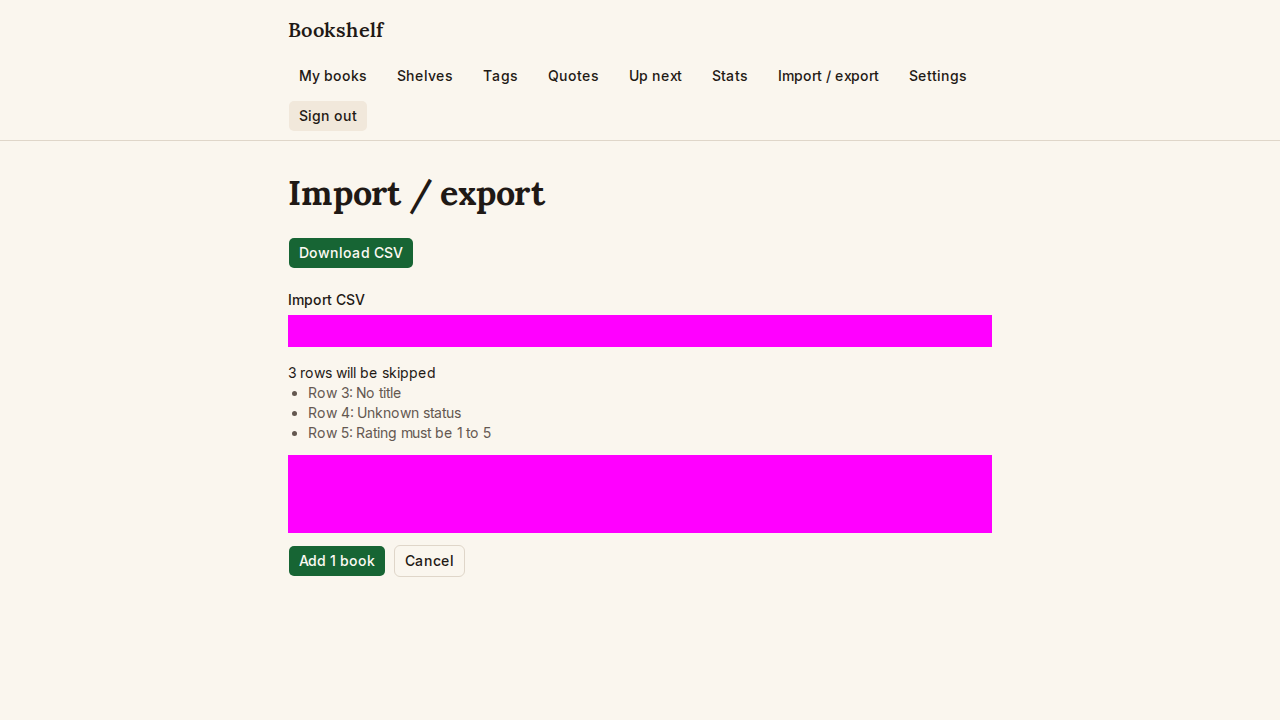 Bookshelf
My books Shelves Tags Quotes Up next Stats Import / export Settings
Sign out
Import / export
Download CSV
Import CSV
3 rows will be skipped
Row 3: No title
Row 4: Unknown status
Row 5: Rating must be 1 to 5
Add 1 book Cancel